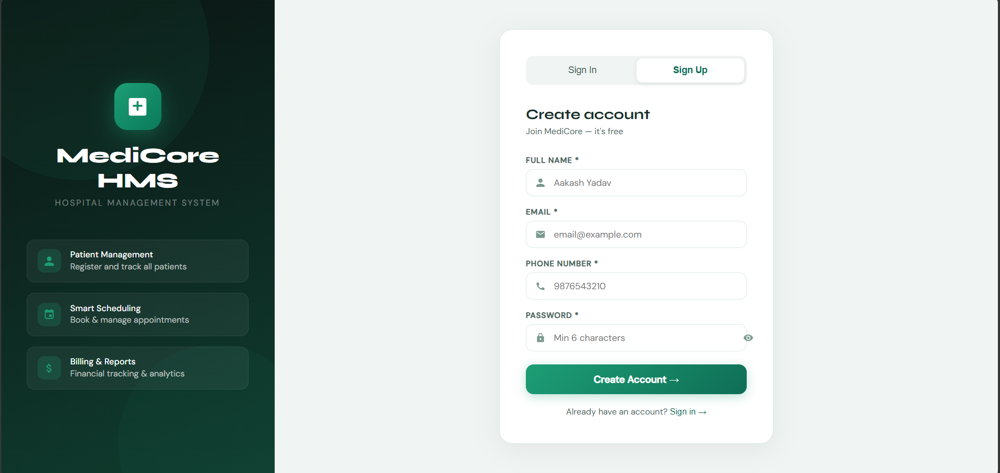 MediCore
HMS
HOSPITAL MANAGEMENT SYSTEM
Patient Management
Register and track all patients
Smart Scheduling
Book & manage appointments
$
Billing & Reports
Financial tracking & analytics
Sign In
Sign Up
Create account
Join MediCore — it's free
FULL NAME *
Aakash Yadav
EMAIL *
email@example.com
PHONE NUMBER *
9876543210
PASSWORD *
Min 6 characters
Create Account →
Already have an account? Sign in →